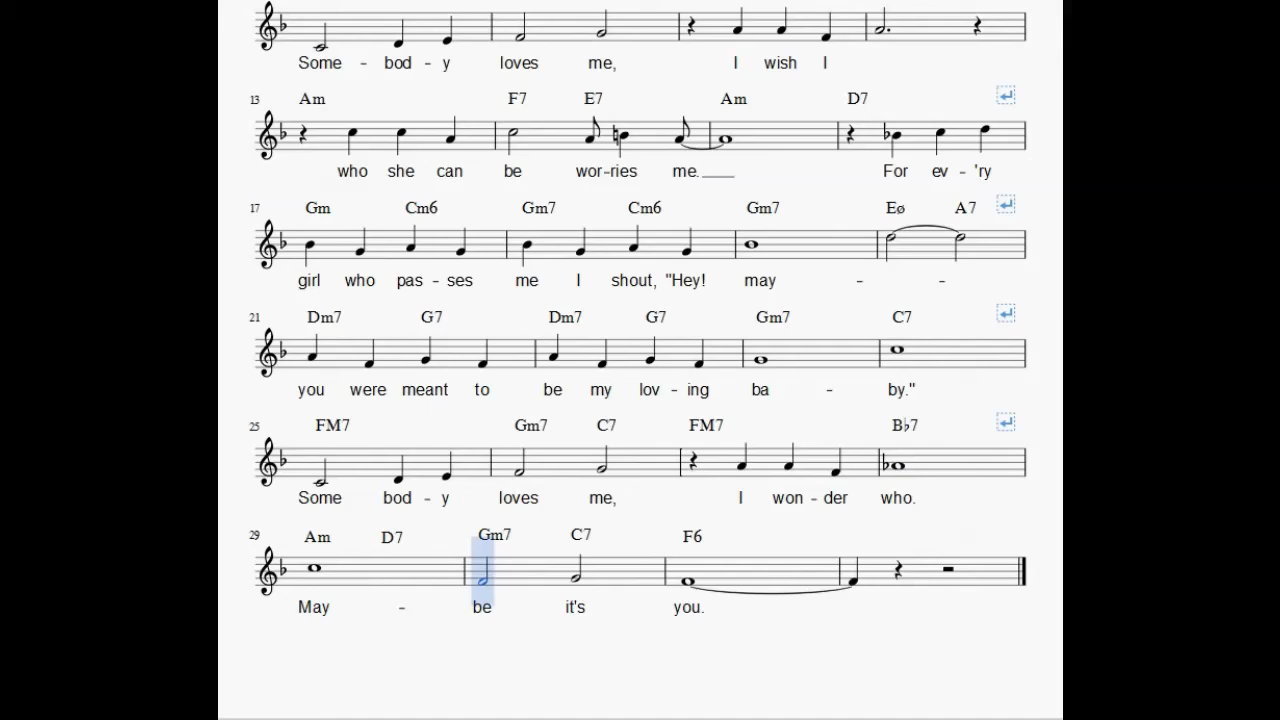 Some - bod - y loves me, I wish I
13 Am F7 E7 Am D7
who she can be wor-ries me.
For ev - 'ry
17 Gm Cm6 Gm7 Cm6 Gm7 Eø A7
girl who pas - ses me I shout, "Hey! may - -
21 Dm7 G7 Dm7 G7 Gm7 C7
you were meant to be my lov - ing ba - by."
25 FM7 Gm7 C7 FM7 B♭7
Some bod - y loves me, I won - der who.
29 Am D7 Gm7 C7 F6
May - be it's you.